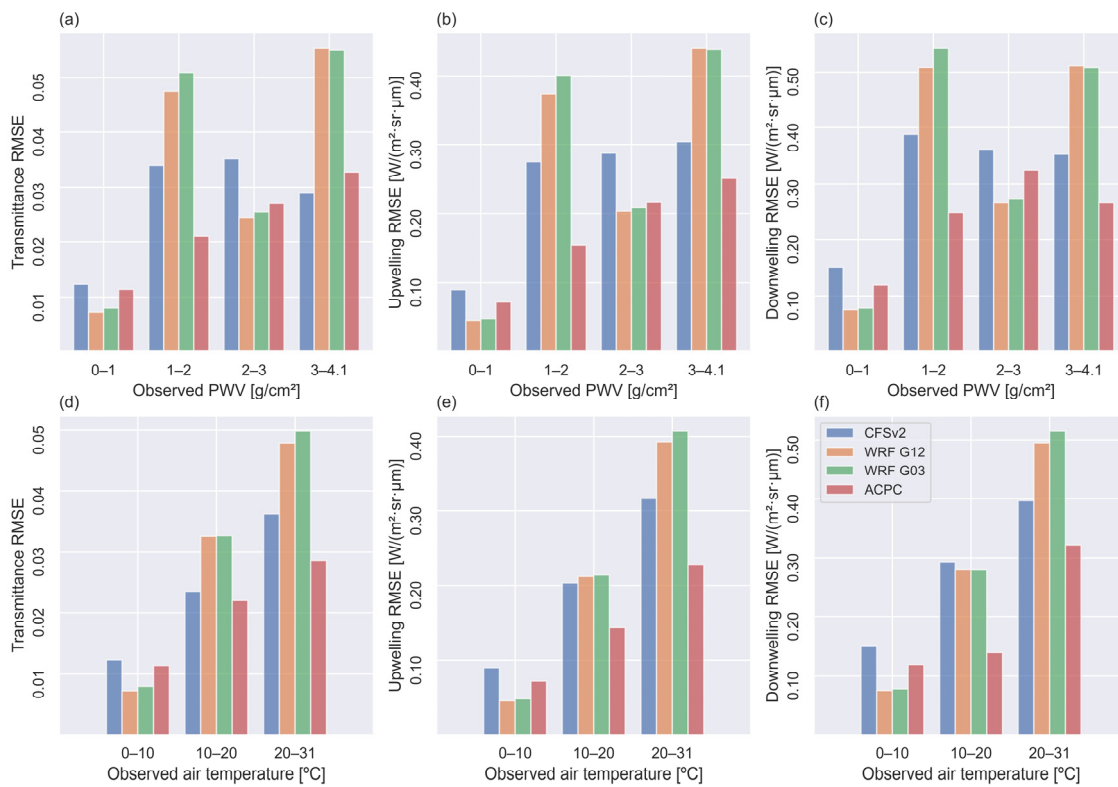 (a)
Transmittance RMSE
0.05
0.04
0.03
0.02
0.01
0–1
1–2
2–3
3–4.1
Observed PWV [g/cm²]
(b)
Upwelling RMSE [W/(m²·sr·µm)]
0.40
0.30
0.20
0.10
0–1
1–2
2–3
3–4.1
Observed PWV [g/cm²]
(c)
Downwelling RMSE [W/(m²·sr·µm)]
0.50
0.40
0.30
0.20
0.10
0–1
1–2
2–3
3–4.1
Observed PWV [g/cm²]
(d)
Transmittance RMSE
0.05
0.04
0.03
0.02
0.01
0–10
10–20
20–31
Observed air temperature [ºC]
(e)
Upwelling RMSE [W/(m²·sr·µm)]
0.40
0.30
0.20
0.10
0–10
10–20
20–31
Observed air temperature [ºC]
(f)
CFSv2
WRF G12
WRF G03
ACPC
Downwelling RMSE [W/(m²·sr·µm)]
0.50
0.40
0.30
0.20
0.10
0–10
10–20
20–31
Observed air temperature [ºC]